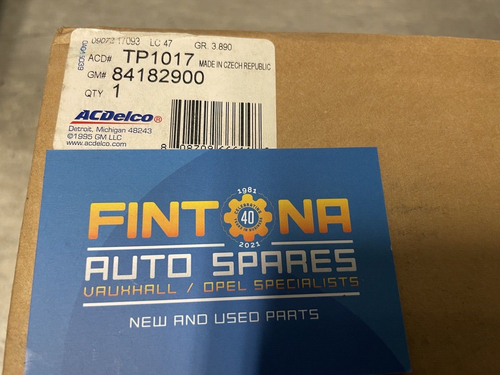 09072 17093 LC 47 GR. 3.890
ACD# TP1017 MADE IN CZECH REPUBLIC
GM# 84182900
QTY 1
ACDelco®
Detroit, Michigan 48243
©1995 GM LLC
www.acdelco.com
1981
CELEBRATING
40
2021
FINTONA
AUTO SPARES
VAUXHALL / OPEL SPECIALISTS
NEW AND USED PARTS